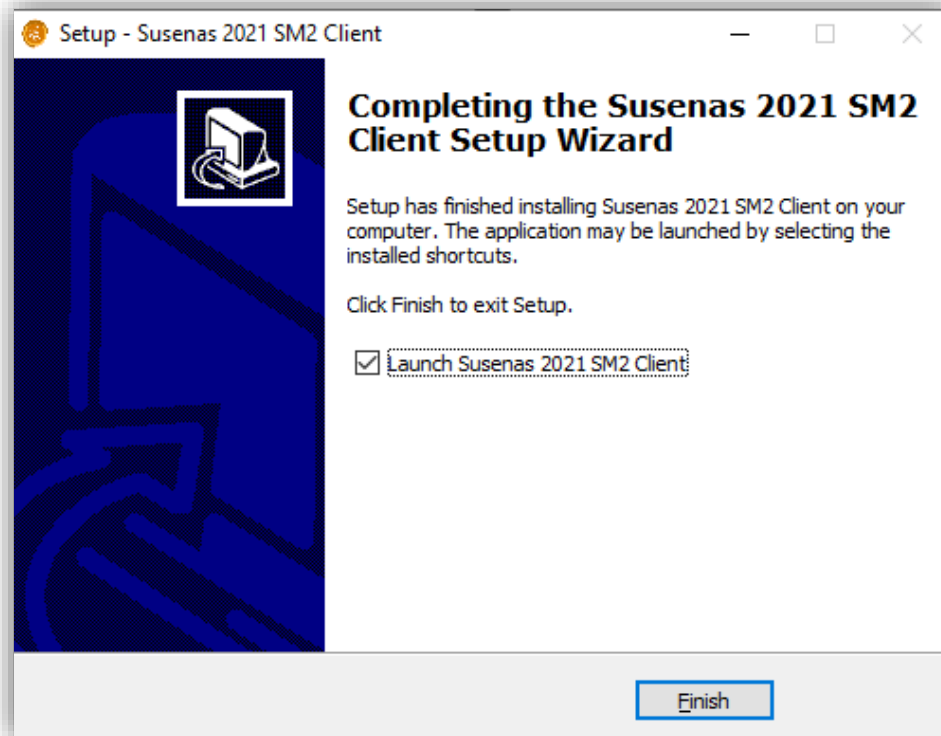 Setup - Susenas 2021 SM2 Client
Completing the Susenas 2021 SM2
Client Setup Wizard
Setup has finished installing Susenas 2021 SM2 Client on your
computer. The application may be launched by selecting the
installed shortcuts.
Click Finish to exit Setup.
Launch Susenas 2021 SM2 Client
Finish